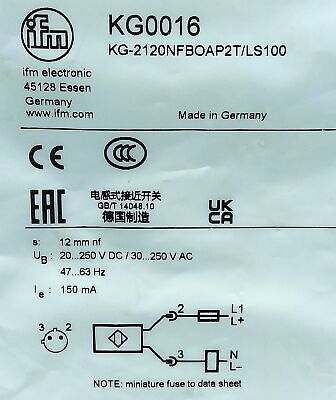 ifm
KG0016
KG-2120NFBOAP2T/LS100
ifm electronic
45128 Essen
Germany
www.ifm.com
Made in Germany
CE
CCC
EAC
电感式接近开关
GB/T 14048.10
德国制造
UK
CA
s: 12 mm nf
UB: 20...250 V DC / 30...250 V AC
47...63 Hz
Ie: 150 mA
2 L1
L+
3 2
3 N
L–
NOTE: miniature fuse to data sheet